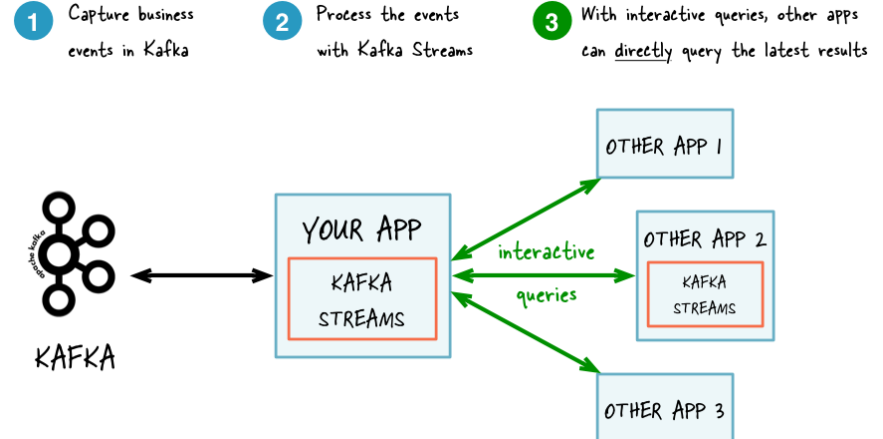 1 Capture business
events in Kafka
2 Process the events
with Kafka Streams
3 With interactive queries, other apps
can directly query the latest results
OTHER APP 1
YOUR APP
KAFKA
STREAMS
interactive
queries
OTHER APP 2
KAFKA
STREAMS
apache kafka
KAFKA
OTHER APP 3